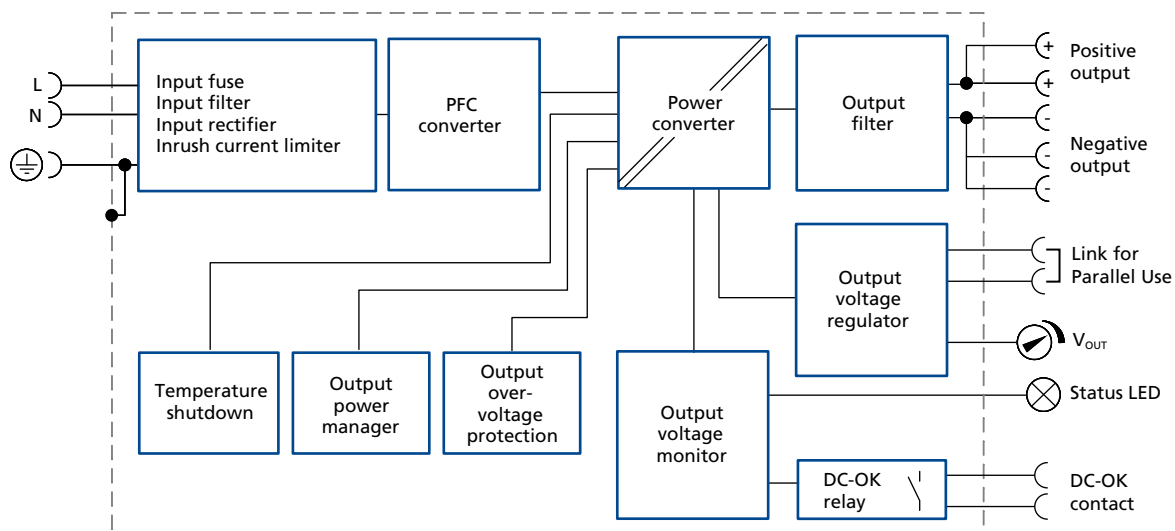 L
N
Input fuse
Input filter
Input rectifier
Inrush current limiter
PFC
converter
Power
converter
Output
filter
+
+
-
-
-
Positive
output
Negative
output
Output
voltage
regulator
Link for
Parallel Use
VOUT
Temperature
shutdown
Output
power
manager
Output
over-
voltage
protection
Output
voltage
monitor
Status LED
DC-OK
relay
DC-OK
contact